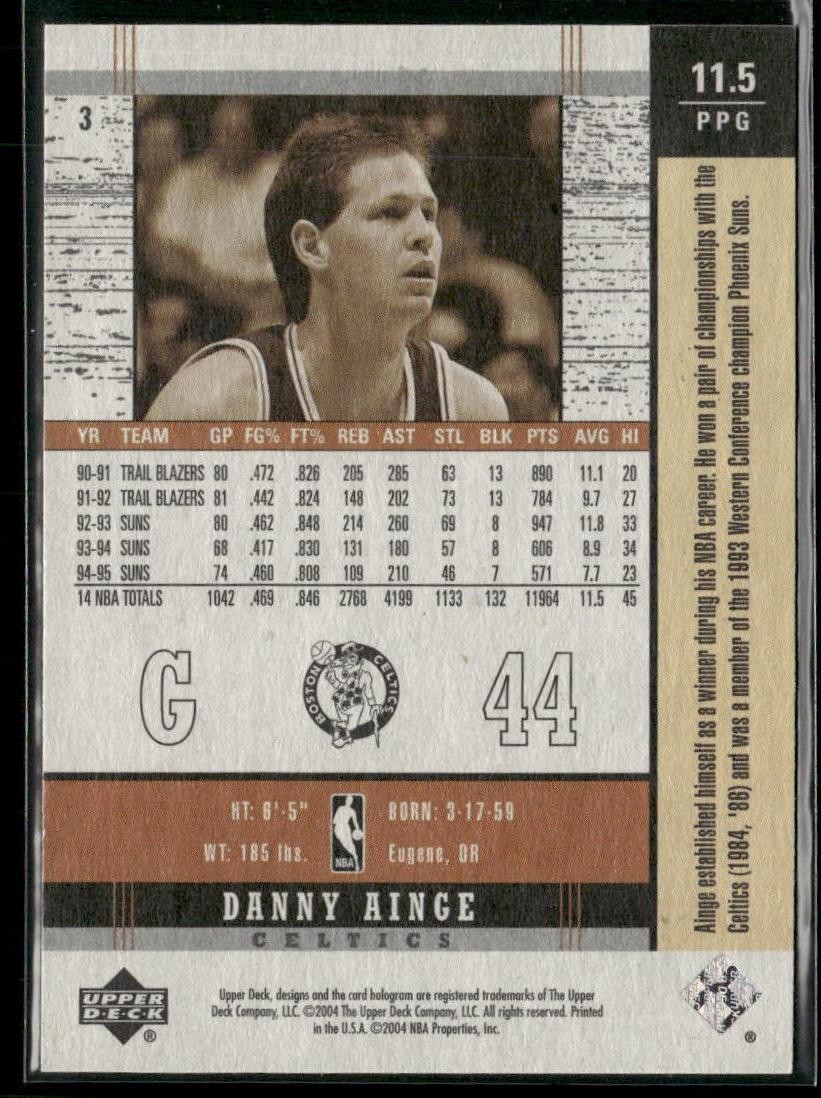 3
11.5
PPG
Ainge established himself as a winner during his NBA career. He won a pair of championships with the
Celtics (1984, '86) and was a member of the 1993 Western Conference champion Phoenix Suns.
YR TEAM GP FG% FT% REB AST STL BLK PTS AVG HI
90-91 TRAIL BLAZERS 80 .472 .826 205 285 63 13 890 11.1 20
91-92 TRAIL BLAZERS 81 .442 .824 148 202 73 13 784 9.7 27
92-93 SUNS 80 .462 .848 214 260 69 8 947 11.8 33
93-94 SUNS 68 .417 .830 131 180 57 8 606 8.9 34
94-95 SUNS 74 .460 .808 109 210 46 7 571 7.7 23
14 NBA TOTALS 1042 .469 .846 2768 4199 1133 132 11964 11.5 45
G
BOSTON CELTICS
44
HT: 6'-5" BORN: 3-17-59
WT: 185 lbs. Eugene, OR
NBA
DANNY AINGE
CELTICS
UPPER
D·E·C·K
®
Upper Deck, designs and the card hologram are registered trademarks of The Upper
Deck Company, LLC. ©2004 The Upper Deck Company, LLC. All rights reserved. Printed
in the U.S.A. ©2004 NBA Properties, Inc.
®